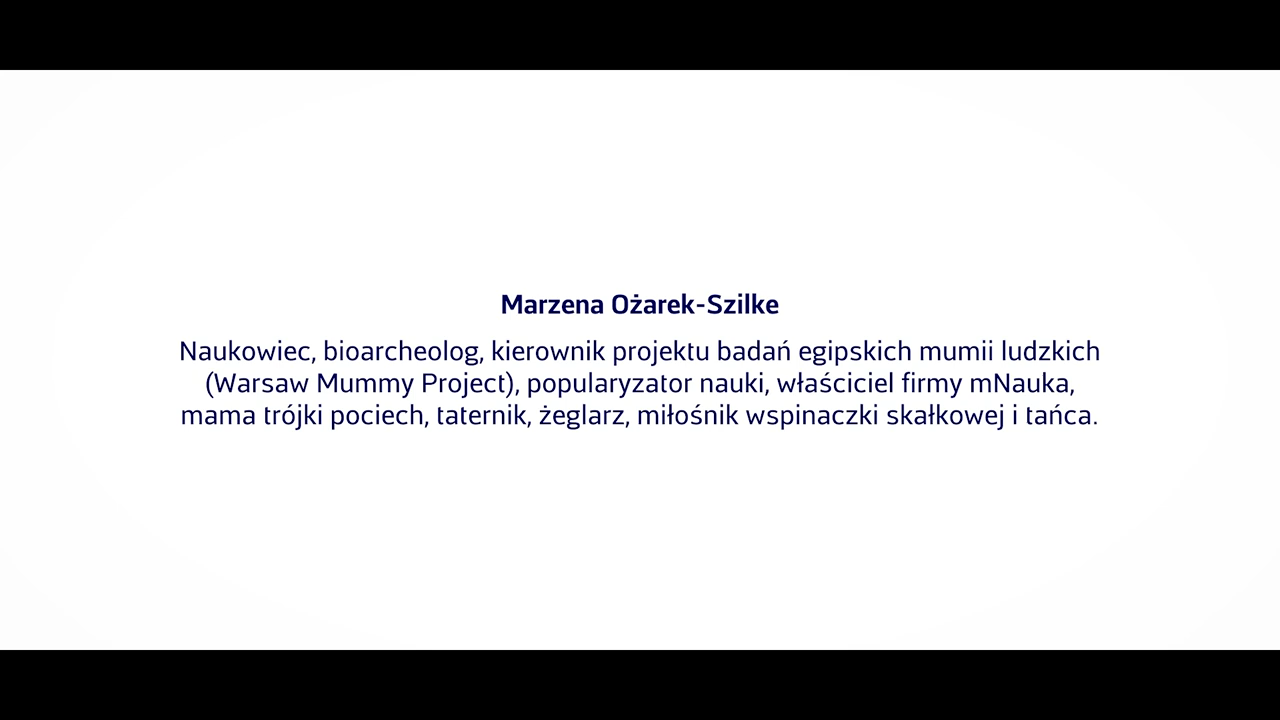 Marzena Ożarek-Szilke
Naukowiec, bioarcheolog, kierownik projektu badań egipskich mumii ludzkich
(Warsaw Mummy Project), popularyzator nauki, właściciel firmy mNauka,
mama trójki pociech, taternik, żeglarz, miłośnik wspinaczki skałkowej i tańca.